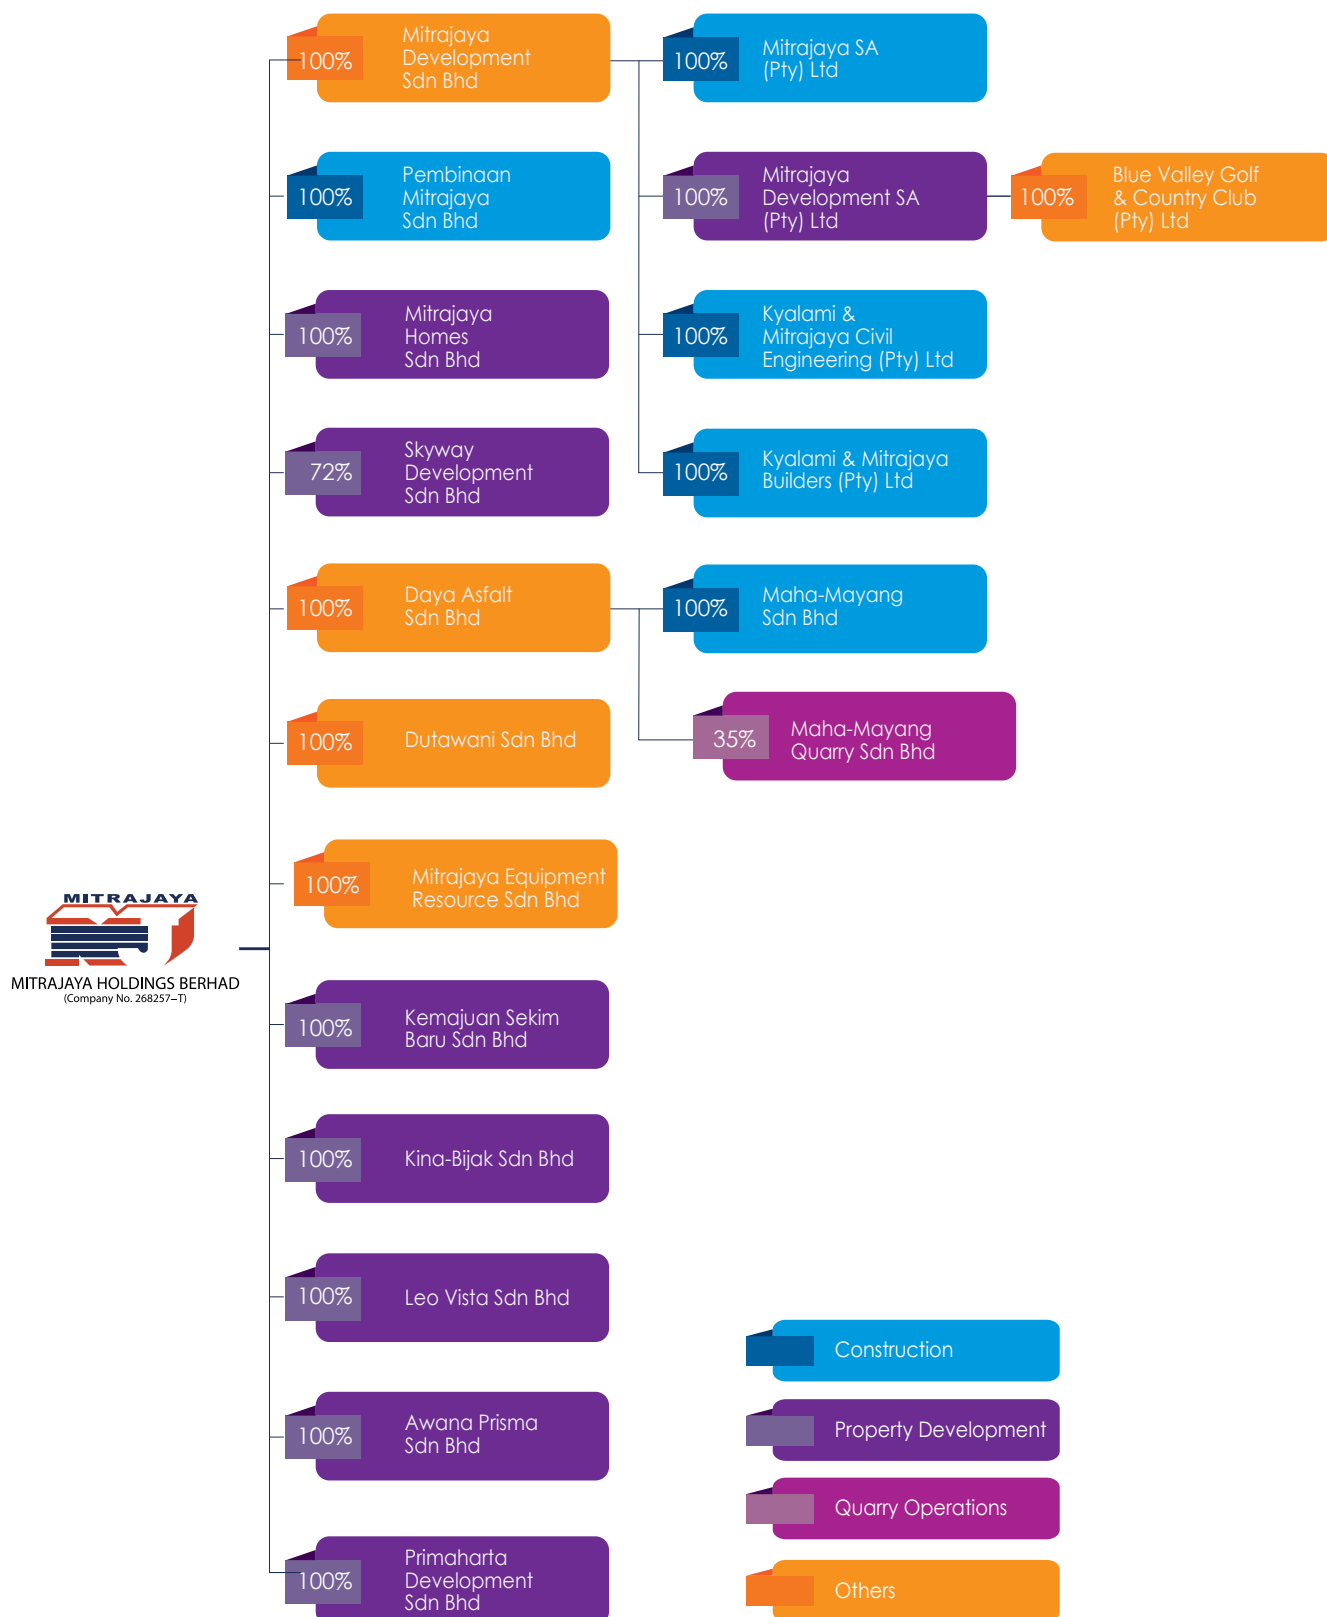 100%
Mitrajaya
Development
Sdn Bhd
100%
Mitrajaya SA
(Pty) Ltd
100%
Pembinaan
Mitrajaya
Sdn Bhd
100%
Mitrajaya
Development SA
(Pty) Ltd
100%
Blue Valley Golf
& Country Club
(Pty) Ltd
100%
Mitrajaya
Homes
Sdn Bhd
100%
Kyalami &
Mitrajaya Civil
Engineering (Pty) Ltd
72%
Skyway
Development
Sdn Bhd
100%
Kyalami & Mitrajaya
Builders (Pty) Ltd
100%
Daya Asfalt
Sdn Bhd
100%
Maha-Mayang
Sdn Bhd
100%
Dutawani Sdn Bhd
35%
Maha-Mayang
Quarry Sdn Bhd
100%
Mitrajaya Equipment
Resource Sdn Bhd
MITRAJAYA
MITRAJAYA HOLDINGS BERHAD
(Company No. 268257–T)
100%
Kemajuan Sekim
Baru Sdn Bhd
100%
Kina-Bijak Sdn Bhd
100%
Leo Vista Sdn Bhd
100%
Awana Prisma
Sdn Bhd
100%
Primaharta
Development
Sdn Bhd
Construction
Property Development
Quarry Operations
Others